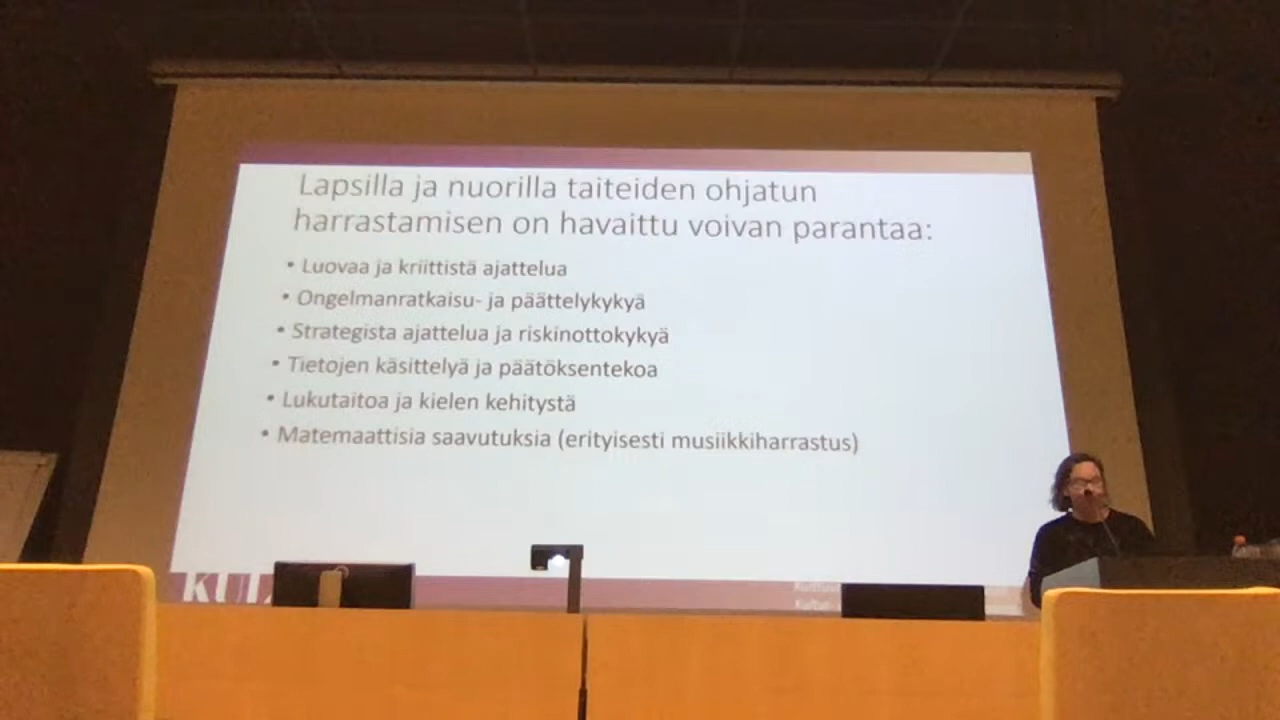 Lapsilla ja nuorilla taiteiden ohjatun
harrastamisen on havaittu voivan parantaa:
• Luovaa ja kriittistä ajattelua
• Ongelmanratkaisu- ja päättelykykyä
• Strategista ajattelua ja riskinottokykyä
• Tietojen käsittelyä ja päätöksentekoa
• Lukutaitoa ja kielen kehitystä
• Matemaattisia saavutuksia (erityisesti musiikkiharrastus)